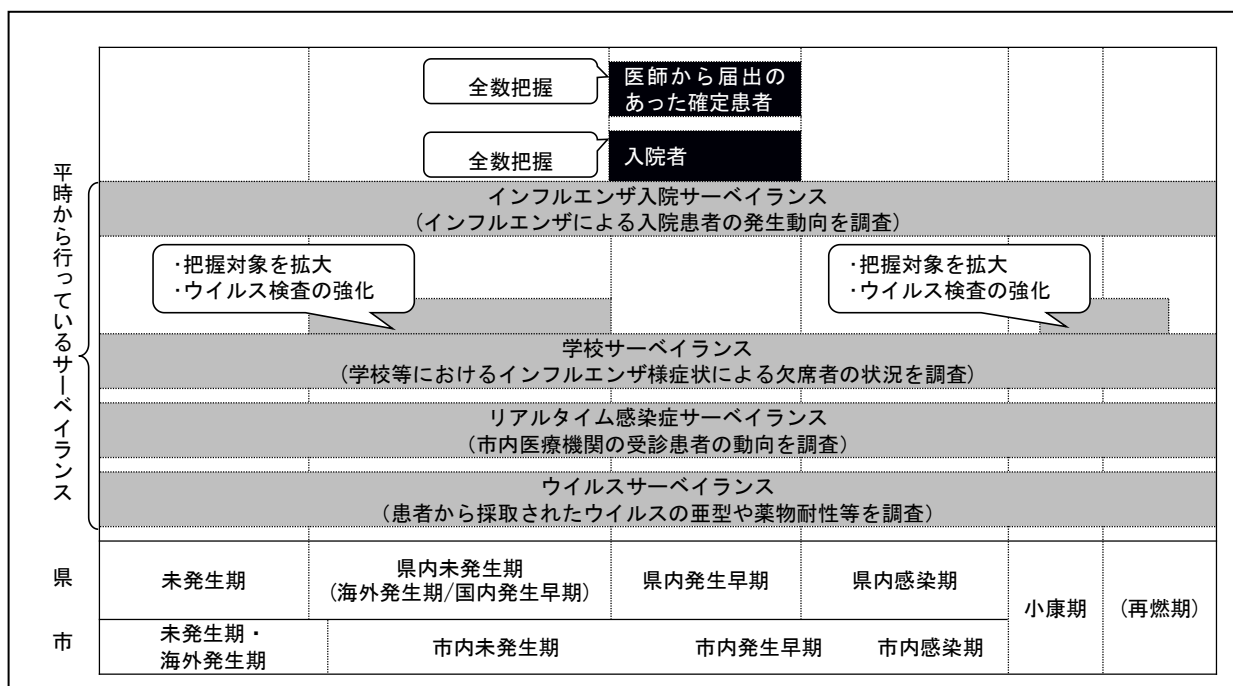 全数把握
医師から届出の
あった確定患者
全数把握
入院者
平時から行っているサーベイランス
インフルエンザ入院サーベイランス
（インフルエンザによる入院患者の発生動向を調査）
・把握対象を拡大
・ウイルス検査の強化
・把握対象を拡大
・ウイルス検査の強化
学校サーベイランス
（学校等におけるインフルエンザ様症状による欠席者の状況を調査）
リアルタイム感染症サーベイランス
（市内医療機関の受診患者の動向を調査）
ウイルスサーベイランス
（患者から採取されたウイルスの亜型や薬物耐性等を調査）
県
未発生期
県内未発生期
（海外発生期/国内発生早期）
県内発生早期
県内感染期
小康期
（再燃期）
市
未発生期・
海外発生期
市内未発生期
市内発生早期
市内感染期